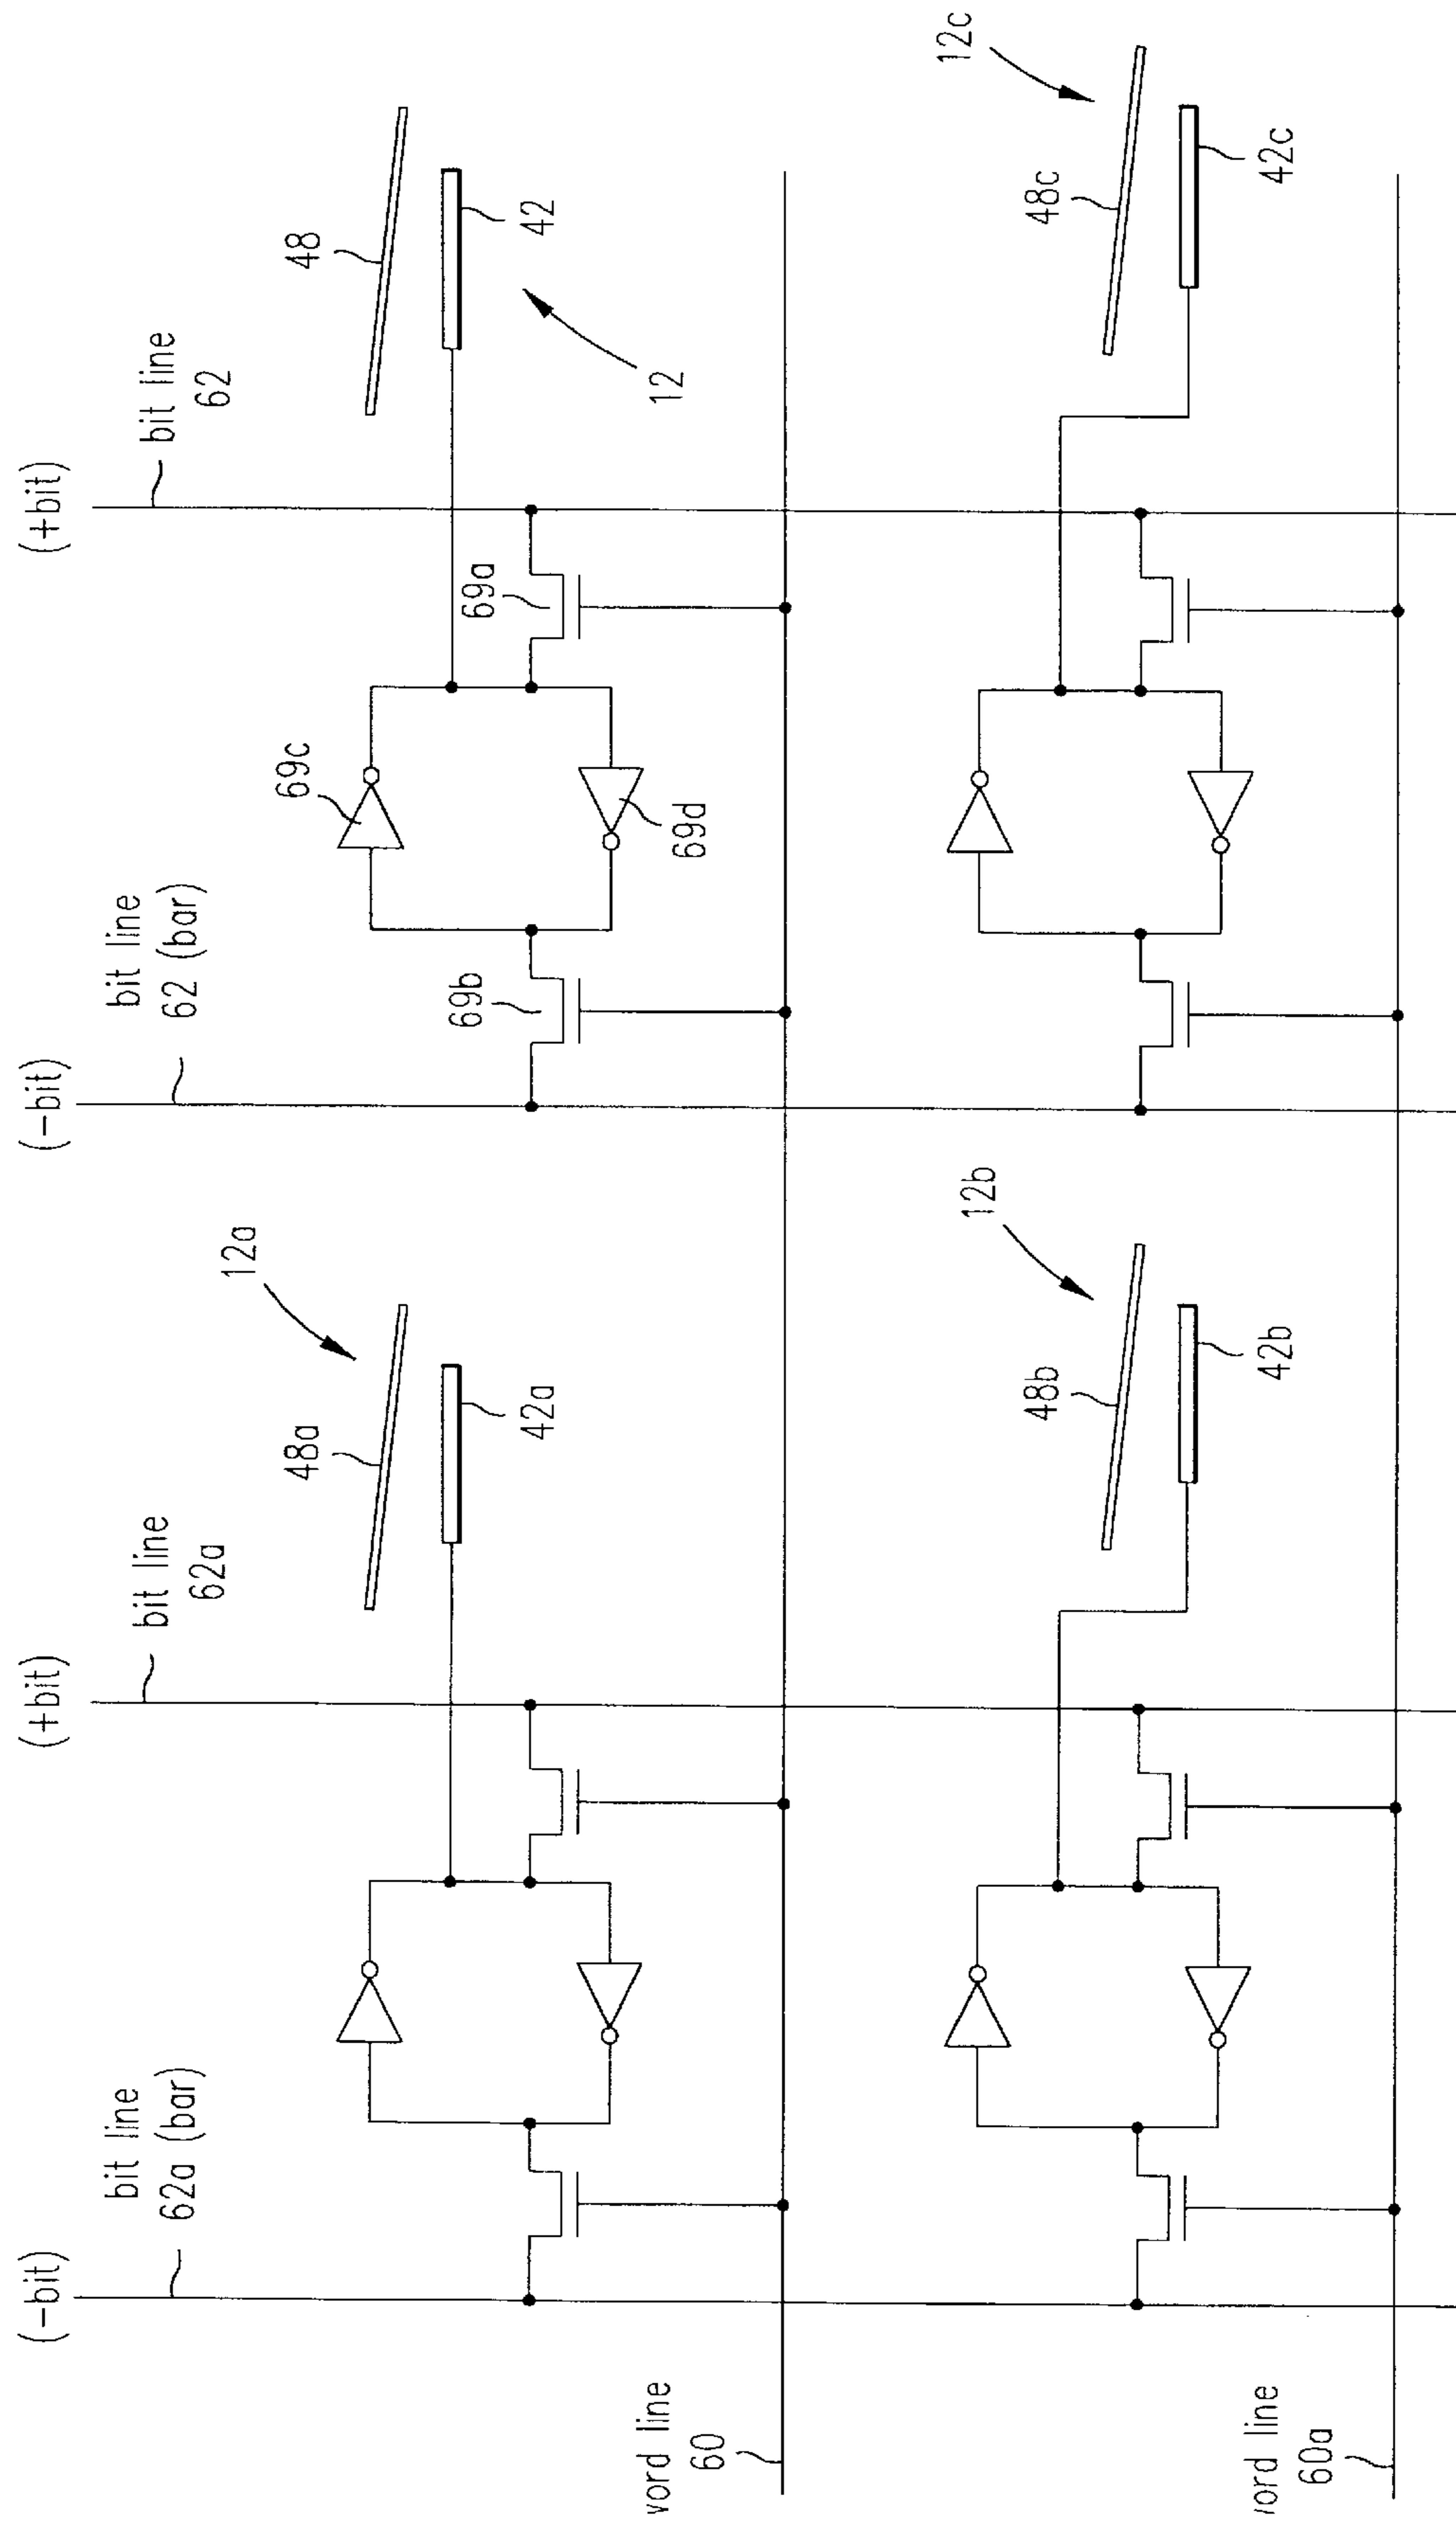 (-bit)
(+bit)
(-bit)
(+bit)
bit line
62a (bar)
bit line
62a
bit line
62 (bar)
bit line
62
48a
12a
69c
48
69b
69a
42a
42
69d
12
word line
60
48b
12b
48c
12c
42b
42c
word line
60a